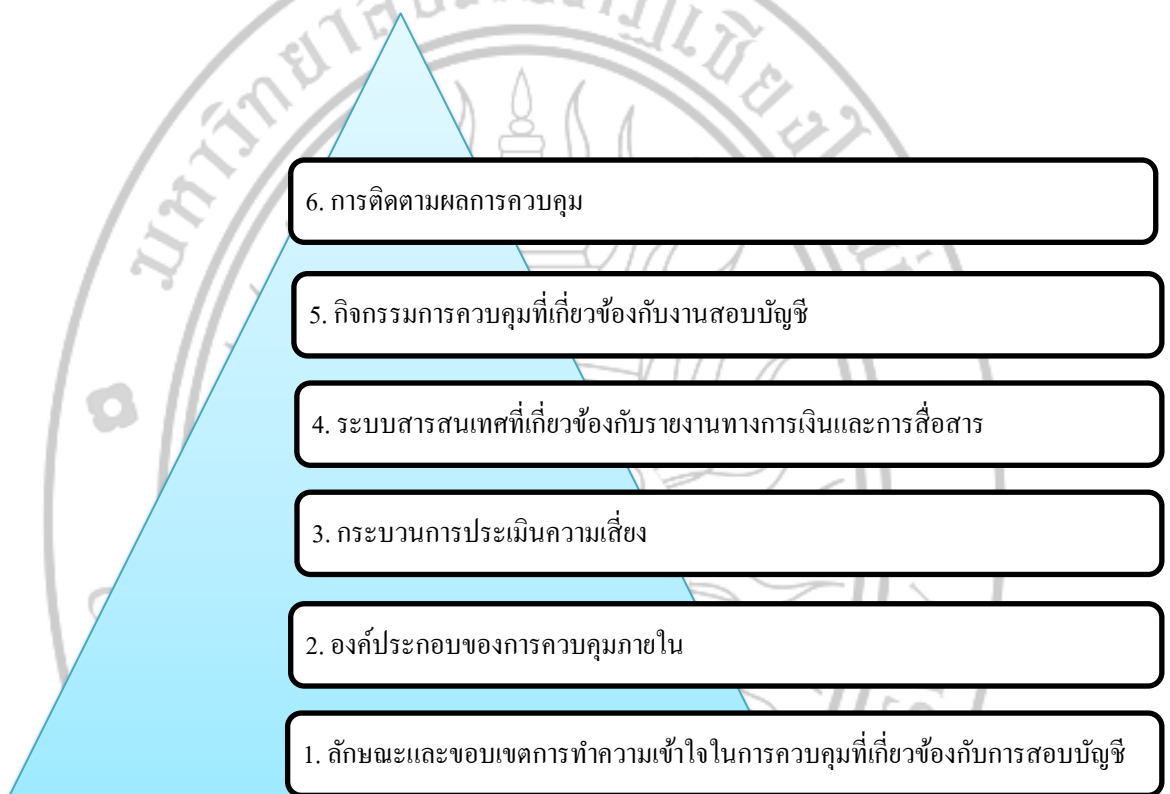 6. การติดตามผลการควบคุม
5. กิจกรรมการควบคุมที่เกี่ยวข้องกับงานสอบบัญชี
4. ระบบสารสนเทศที่เกี่ยวข้องกับรายงานทางการเงินและการสื่อสาร
3. กระบวนการประเมินความเสี่ยง
2. องค์ประกอบของการควบคุมภายใน
1. ลักษณะและขอบเขตการทำความเข้าใจในการควบคุมที่เกี่ยวข้องกับการสอบบัญชี